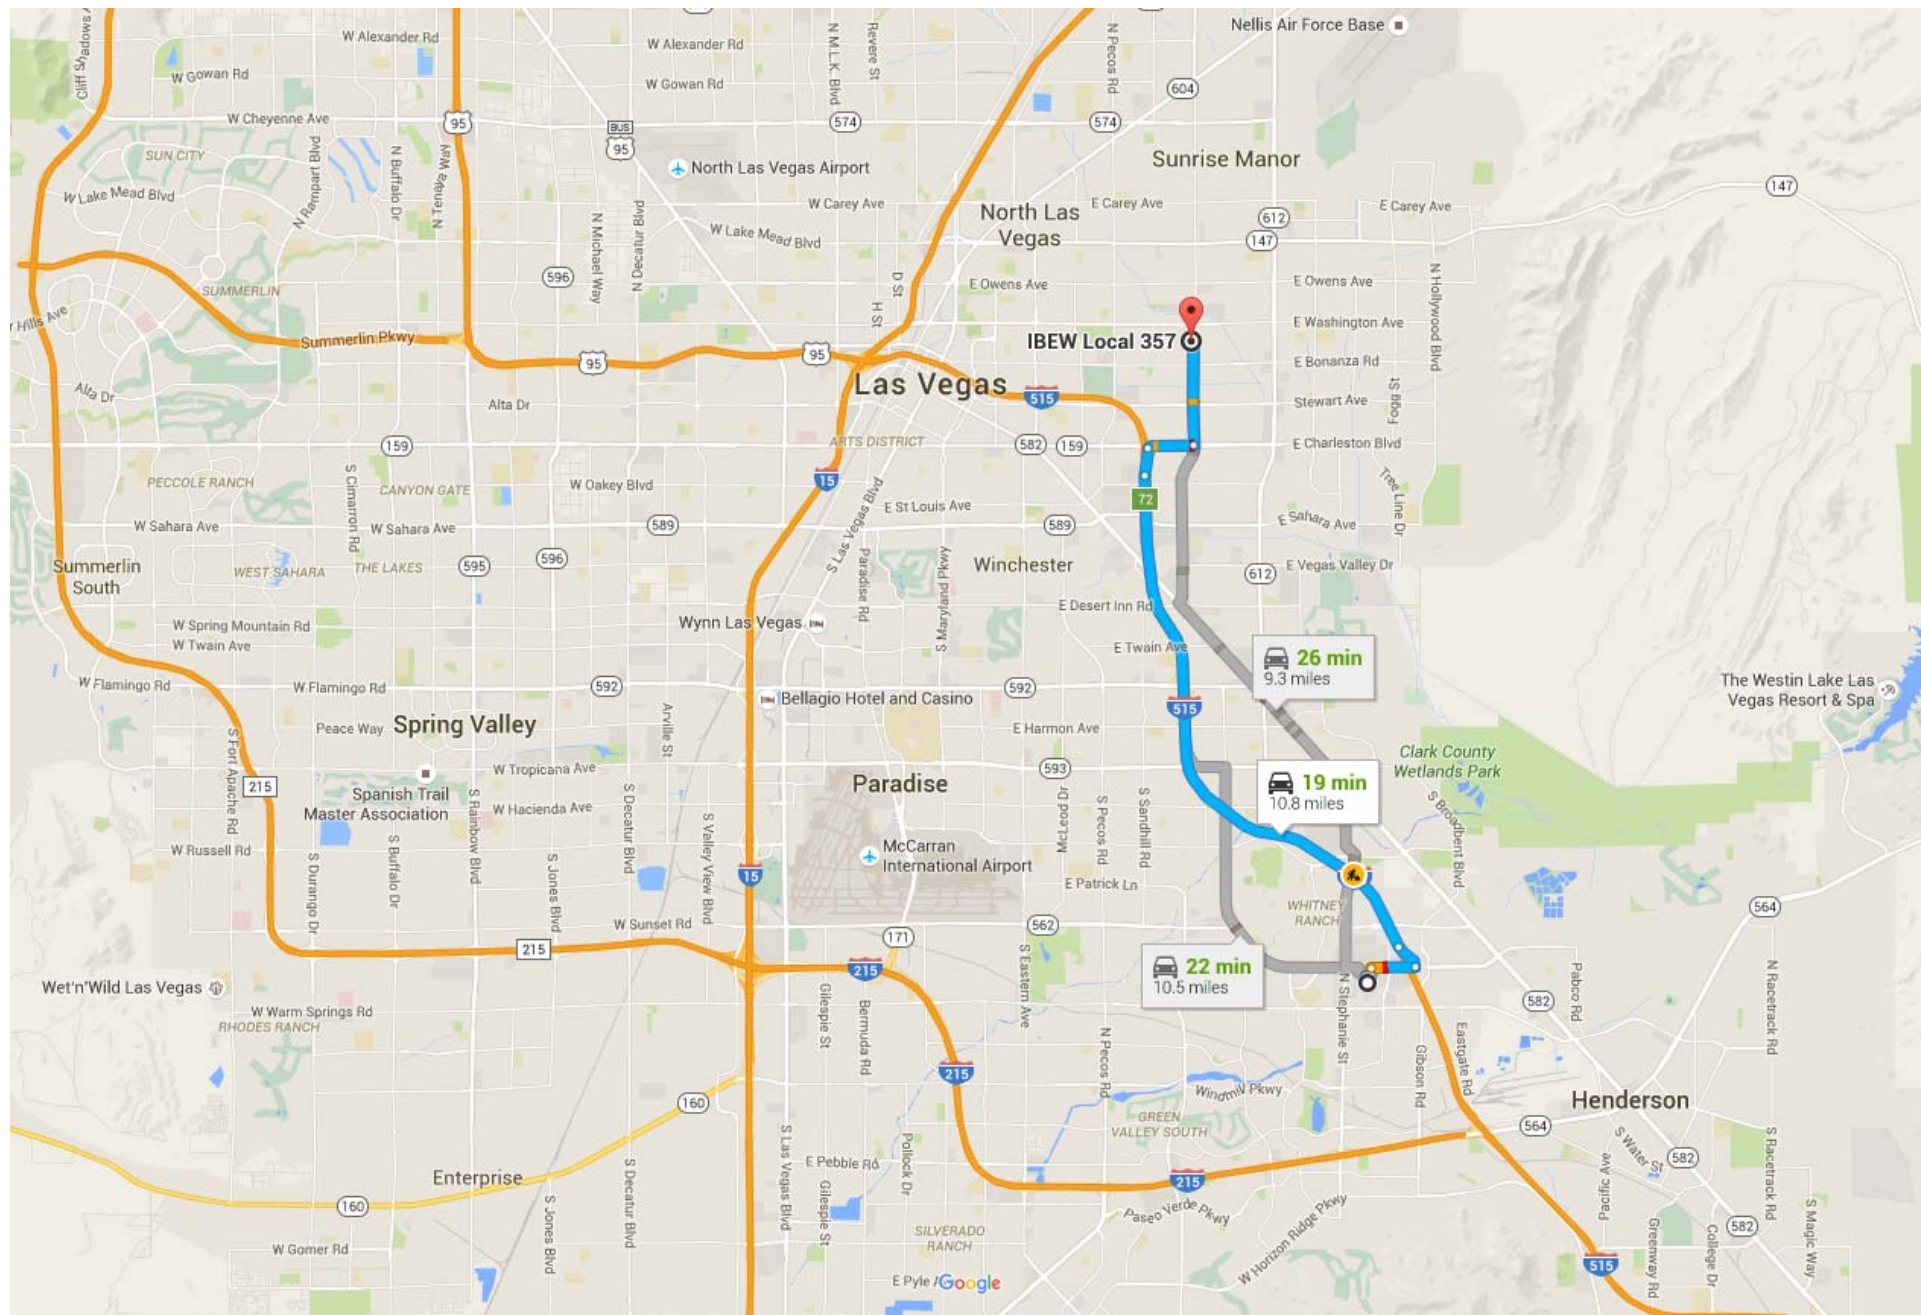 Nellis Air Force Base
W Alexander Rd
W Alexander Rd
Cliff Shadows
N M.L.K. Blvd
Revere St
N Pecos Rd
W Gowan Rd
W Gowan Rd
604
W Cheyenne Ave
95
BUS
95
574
574
SUN CITY
N Rampart Blvd
N Buffalo Dr
N Tenaya Way
North Las Vegas Airport
Sunrise Manor
147
W Lake Mead Blvd
N Michael Way
N Decatur Blvd
W Carey Ave
E Carey Ave
E Carey Ave
North Las
Vegas
612
147
W Lake Mead Blvd
596
D St
H St
E Owens Ave
E Owens Ave
N Hollywood Blvd
SUMMERLIN
Hills Ave
Summerlin Pkwy
IBEW Local 357
E Washington Ave
95
95
E Bonanza Rd
Las Vegas
515
Alta Dr
Alta Dr
Stewart Ave
Fogg St
159
ARTS DISTRICT
582
159
E Charleston Blvd
PECCOLE RANCH
S Cimarron Rd
CANYON GATE
W Oakey Blvd
15
S Las Vegas Blvd
E St Louis Ave
72
Tree Line Dr
W Sahara Ave
W Sahara Ave
589
589
E Sahara Ave
Summerlin
South
WEST SAHARA
THE LAKES
595
596
Paradise Rd
S Maryland Pkwy
Winchester
612
E Vegas Valley Dr
E Desert Inn Rd
W Spring Mountain Rd
Wynn Las Vegas
W Twain Ave
E Twain Ave
26 min
9.3 miles
W Flamingo Rd
W Flamingo Rd
592
Bellagio Hotel and Casino
592
515
The Westin Lake Las
Vegas Resort & Spa
Peace Way
Spring Valley
Arville St
E Harmon Ave
S Fort Apache Rd
Clark County
Wetlands Park
W Tropicana Ave
593
215
Spanish Trail
Master Association
W Hacienda Ave
Paradise
19 min
10.8 miles
S Rainbow Blvd
S Decatur Blvd
McLeod Dr
S Pecos Rd
S Sandhill Rd
S Broadbent Blvd
W Russell Rd
S Durango Dr
S Buffalo Dr
S Jones Blvd
S Valley View Blvd
McCarran
International Airport
15
E Patrick Ln
WHITNEY
RANCH
564
W Sunset Rd
171
562
215
215
S Eastern Ave
22 min
10.5 miles
N Stephanie St
Wet'n'Wild Las Vegas
W Warm Springs Rd
RHODES RANCH
Gilespie St
Bermuda Rd
582
Pabco Rd
N Racetrack Rd
N Pecos Rd
Gibson Rd
Eastgate Rd
215
160
Windmill Pkwy
Henderson
GREEN
VALLEY SOUTH
564
S Water St
582
S Racetrack Rd
Enterprise
S Decatur Blvd
S Las Vegas Blvd
E Pebble Rd
Pollock Dr
215
160
S Jones Blvd
Gilespie St
Paseo Verde Pkwy
W Horizon Ridge Pkwy
Pacific Ave
Greenway Rd
College Dr
582
S Magic Way
W Gomer Rd
SILVERADO
RANCH
515
E Pyle
Google